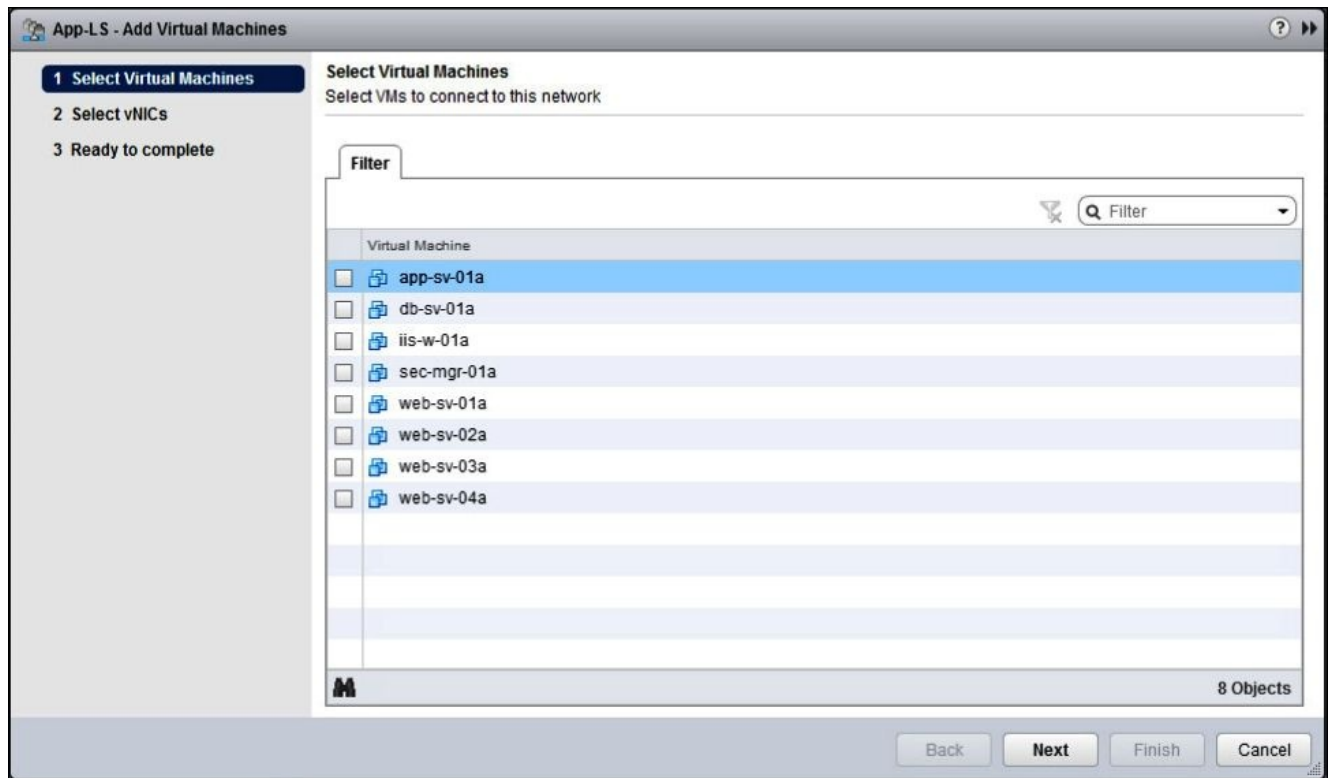 App-LS - Add Virtual Machines
?
1 Select Virtual Machines
2 Select vNICs
3 Ready to complete
Select Virtual Machines
Select VMs to connect to this network
Filter
Filter
Virtual Machine
app-sv-01a
db-sv-01a
iis-w-01a
sec-mgr-01a
web-sv-01a
web-sv-02a
web-sv-03a
web-sv-04a
8 Objects
Back Next Finish Cancel